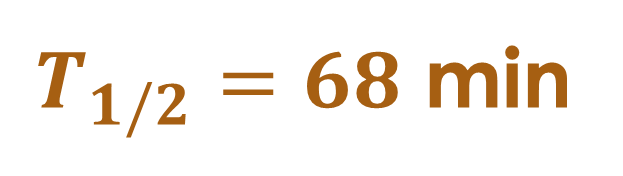 T1/2 = 68 min